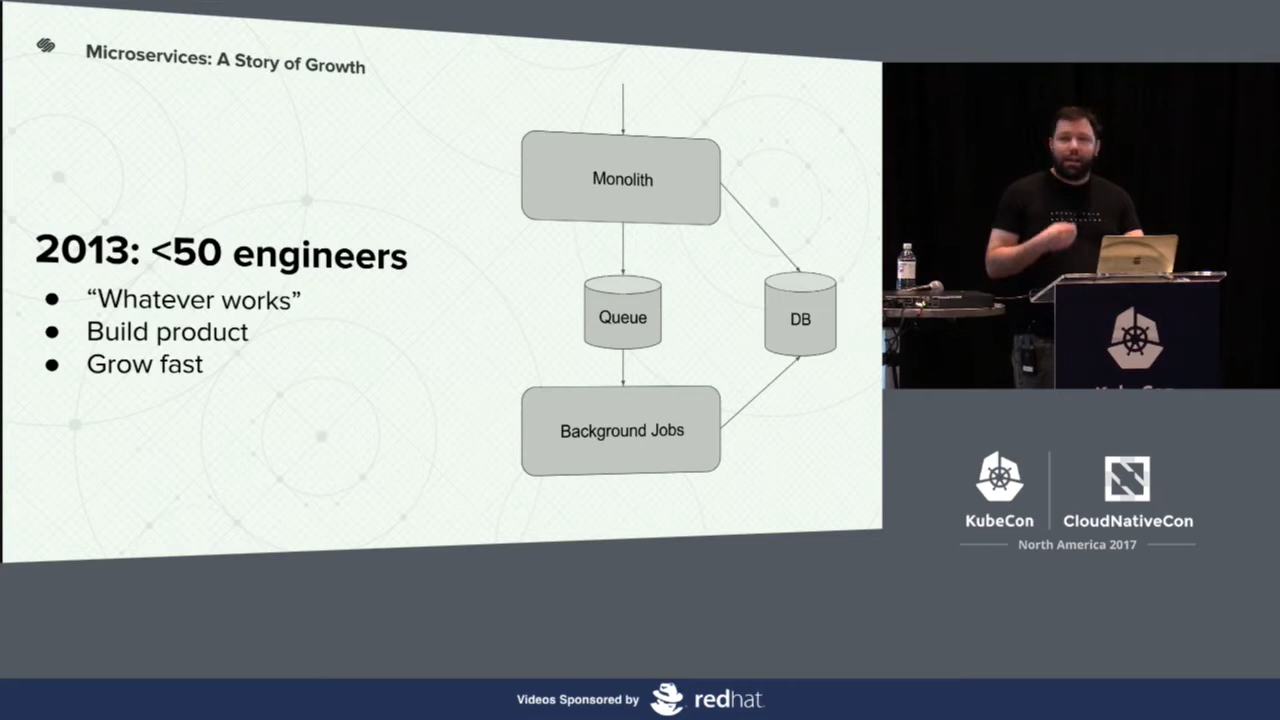 Microservices: A Story of Growth
2013: <50 engineers
● “Whatever works”
● Build product
● Grow fast
Monolith
Queue
DB
Background Jobs
KubeCon
CloudNativeCon
North America 2017
Videos Sponsored by redhat